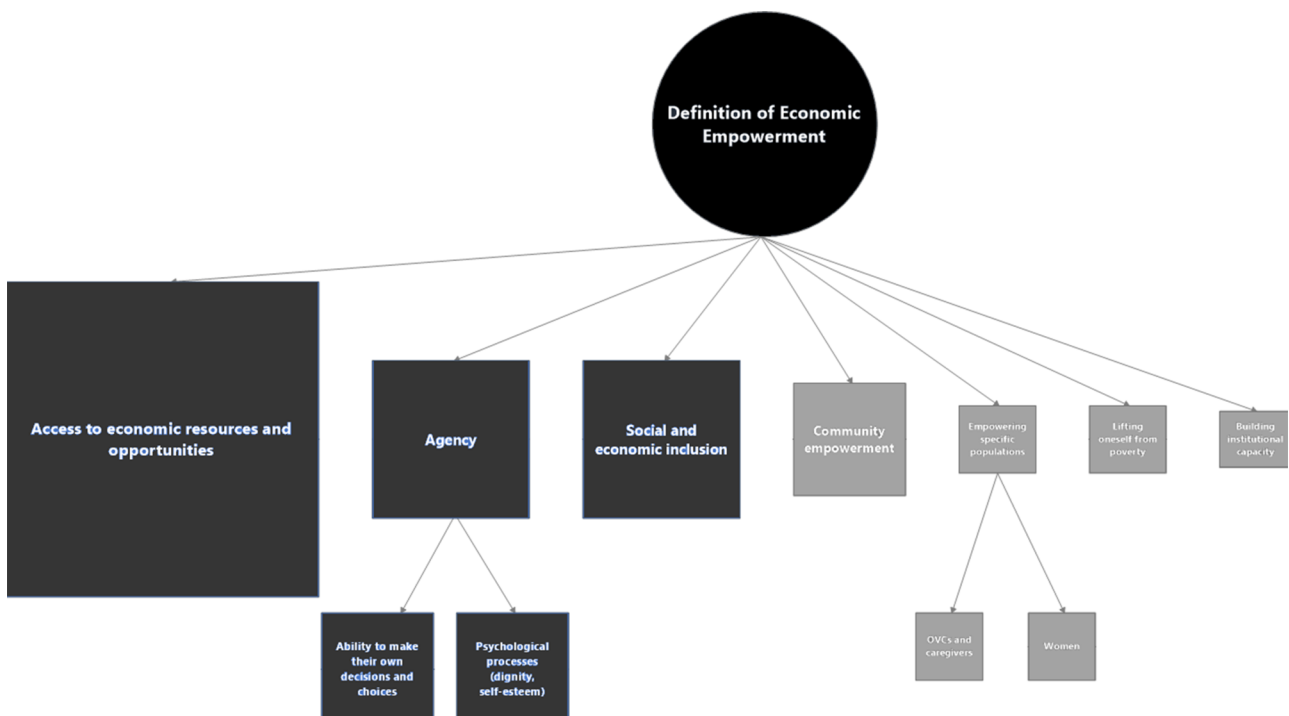 Definition of Economic
Empowerment
Access to economic resources and
opportunities
Agency
Social and
economic inclusion
Community
empowerment
Empowering
specific
populations
Lifting
oneself from
poverty
Building
institutional
capacity
Ability to make
their own
decisions and
choices
Psychological
processes
(dignity,
self-esteem)
OVCs and
caregivers
Women